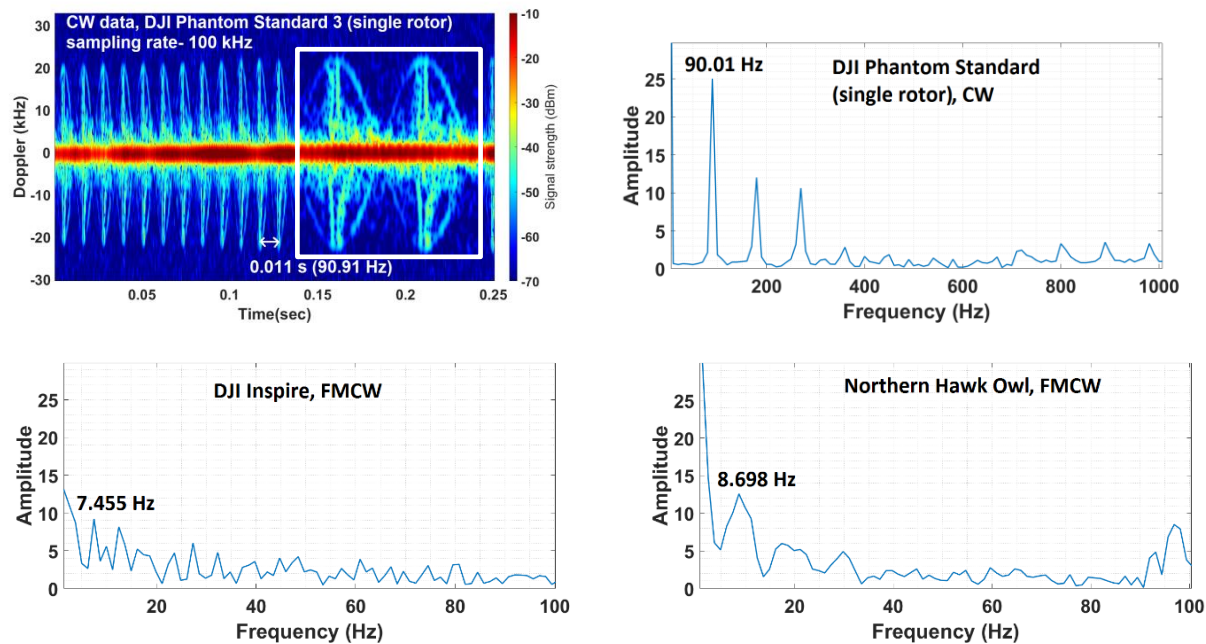 CW data, DJI Phantom Standard 3 (single rotor)
sampling rate- 100 kHz
30
20
10
0
-10
-20
-30
Doppler (kHz)
0.011 s (90.91 Hz)
0.05
0.1
0.15
0.2
0.25
Time(sec)
-10
-20
-30
-40
-50
-60
-70
Signal strength (dBm)
90.01 Hz
DJI Phantom Standard
(single rotor), CW
25
20
15
10
5
0
Amplitude
200
400
600
800
1000
Frequency (Hz)
DJI Inspire, FMCW
7.455 Hz
25
20
15
10
5
0
Amplitude
20
40
60
80
100
Frequency (Hz)
Northern Hawk Owl, FMCW
8.698 Hz
25
20
15
10
5
0
Amplitude
20
40
60
80
100
Frequency (Hz)